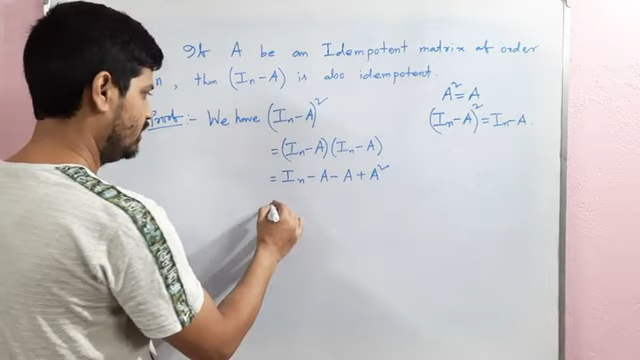 If A be an Idempotent matrix of order
n, then (Iₙ-A) is also idempotent.
A²=A
(Iₙ-A)²=Iₙ-A.
Proof:- We have (Iₙ-A)²
=(Iₙ-A)(Iₙ-A)
=Iₙ-A-A+A²